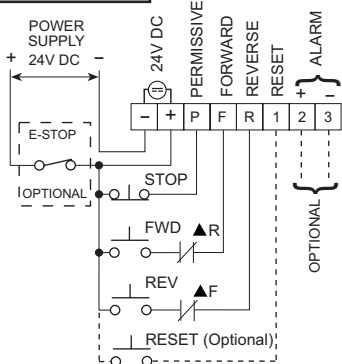 POWER
SUPPLY
24V DC
+ –
24V DC
PERMISSIVE
FORWARD
REVERSE
RESET
ALARM
+ –
– + P F R 1 2 3
E-STOP
OPTIONAL
STOP
FWD ▲R
REV ▲F
RESET (Optional)
OPTIONAL